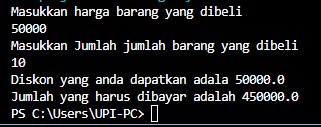 Masukkan harga barang yang dibeli
50000
Masukkan Jumlah jumlah barang yang dibeli
10
Diskon yang anda dapatkan adala 50000.0
Jumlah yang harus dibayar adalah 450000.0
PS C:\Users\UPI-PC>